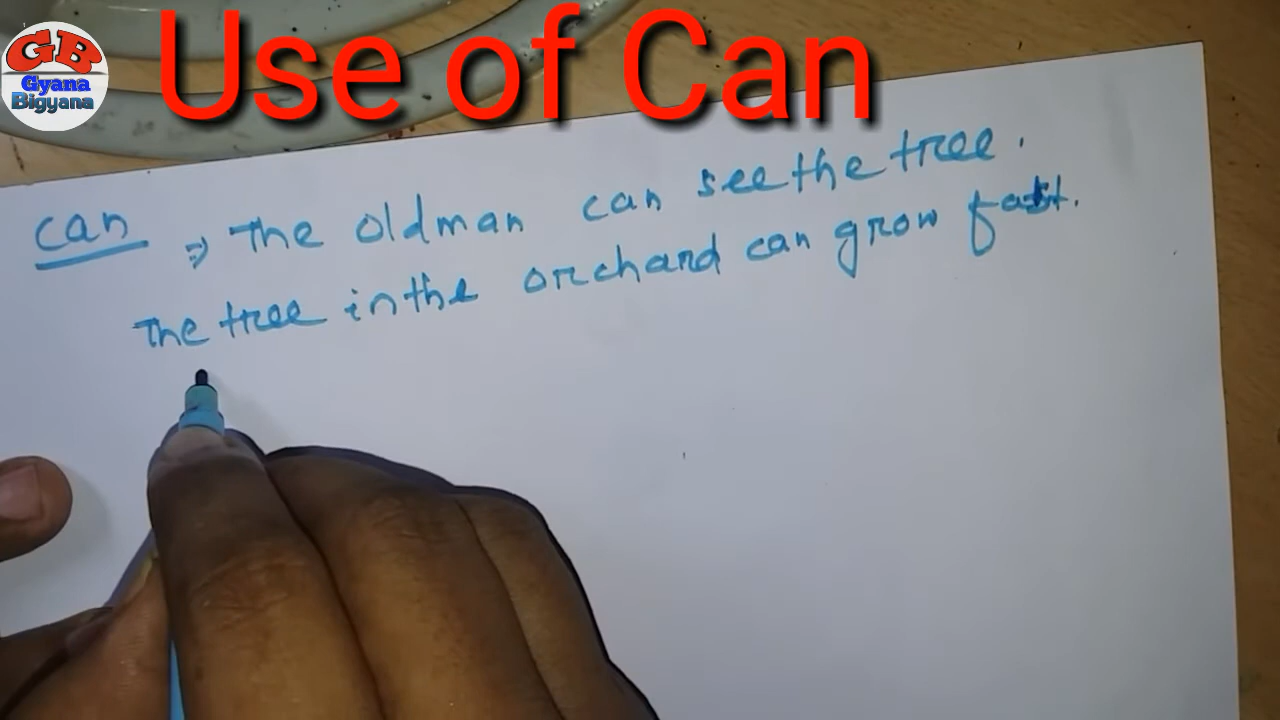 GB
Gyana
Bigyana
Use of Can
can ⇒ The oldman can see the tree.
The tree in the orchard can grow fast.